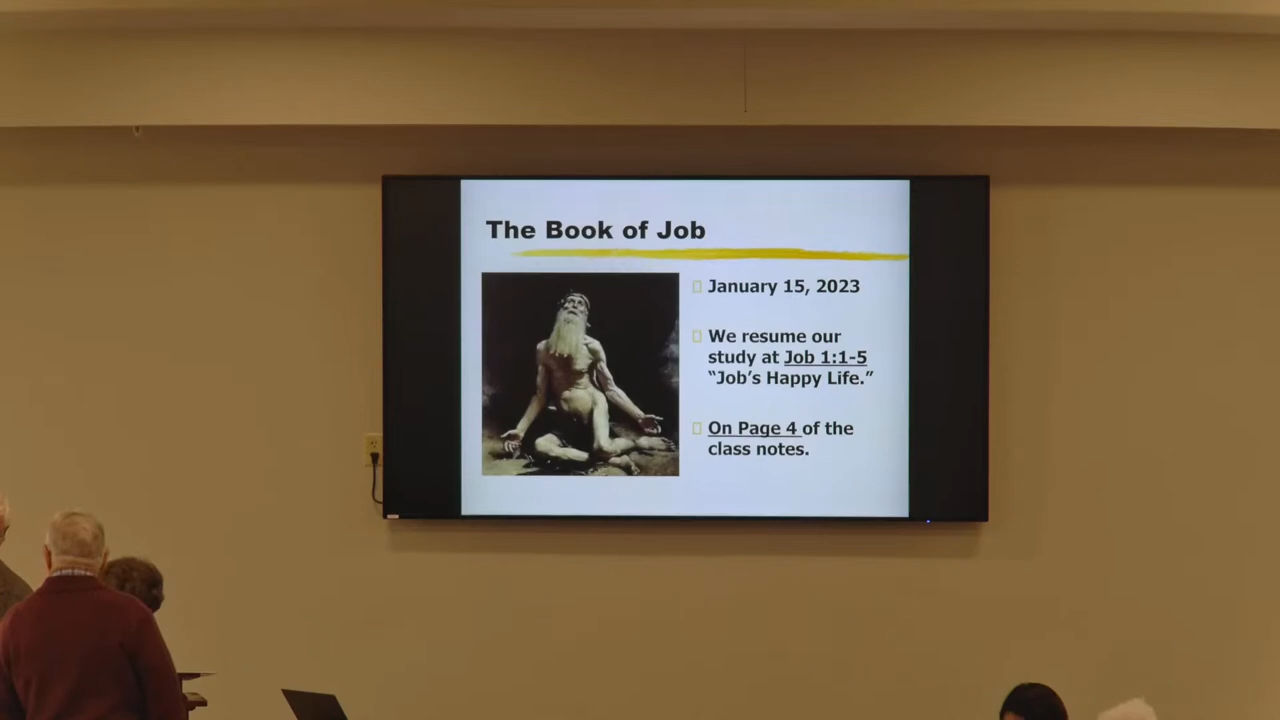 The Book of Job
January 15, 2023
We resume our
study at Job 1:1-5
“Job’s Happy Life.”
On Page 4 of the
class notes.